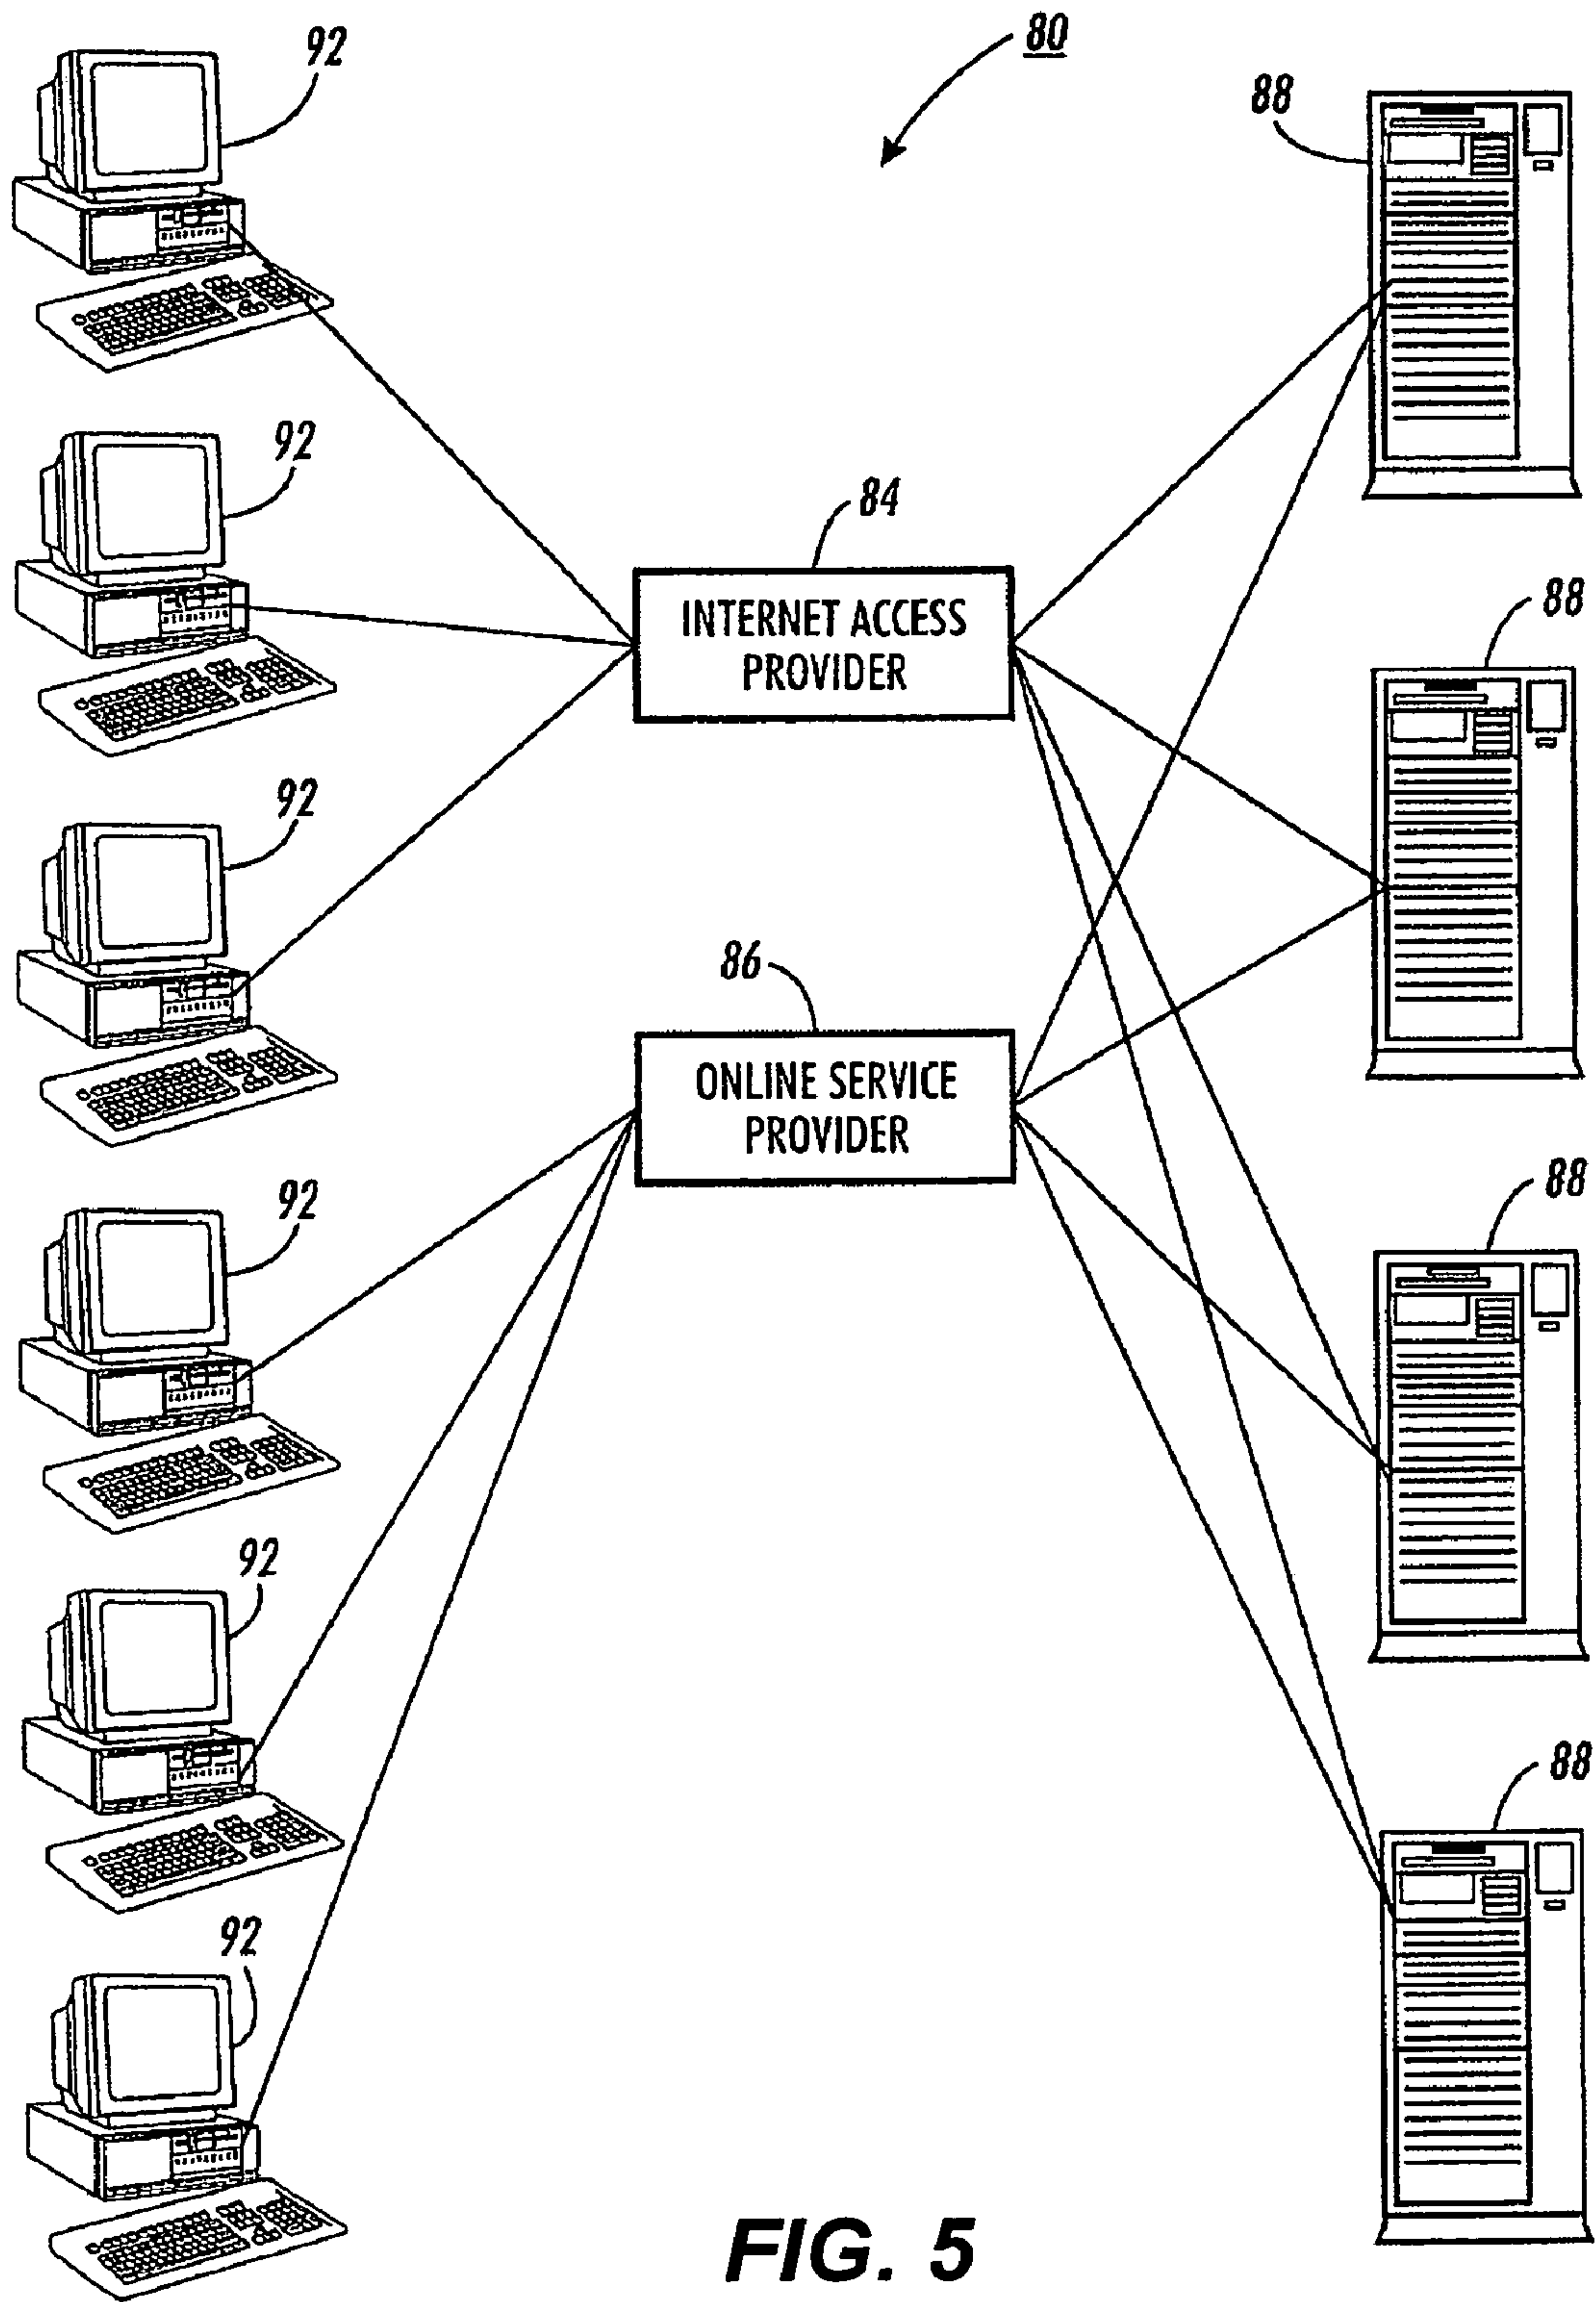 80
92
88
92
84
INTERNET ACCESS
PROVIDER
88
92
86
ONLINE SERVICE
PROVIDER
88
92
92
88
92
FIG. 5